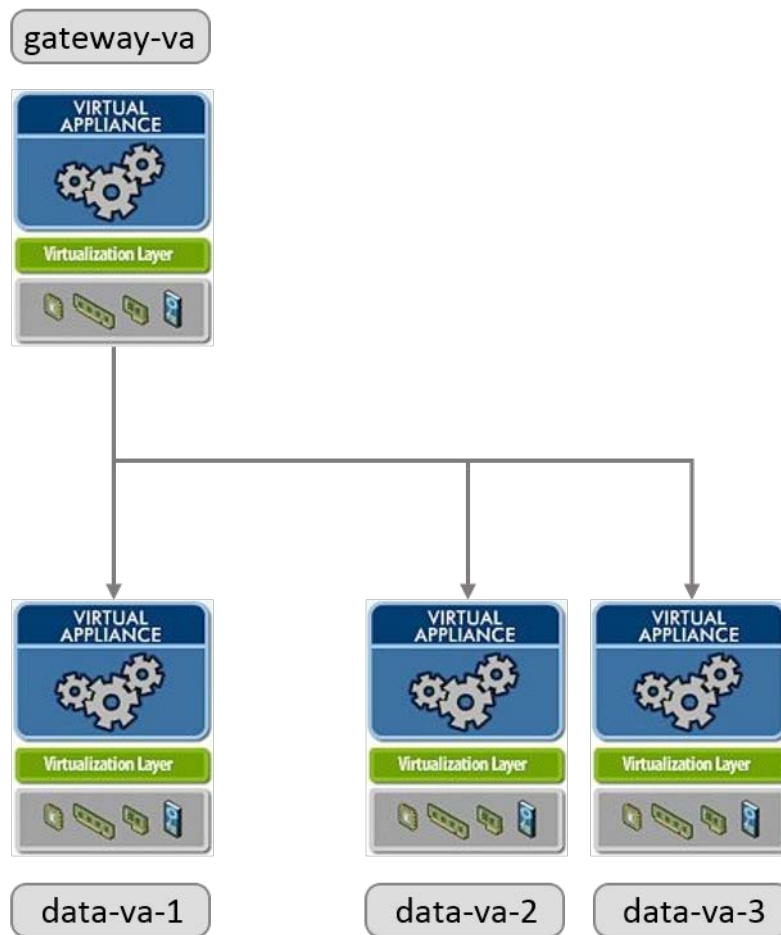 gateway-va
VIRTUAL
APPLIANCE
Virtualization Layer
VIRTUAL
APPLIANCE
Virtualization Layer
data-va-1
VIRTUAL
APPLIANCE
Virtualization Layer
data-va-2
VIRTUAL
APPLIANCE
Virtualization Layer
data-va-3